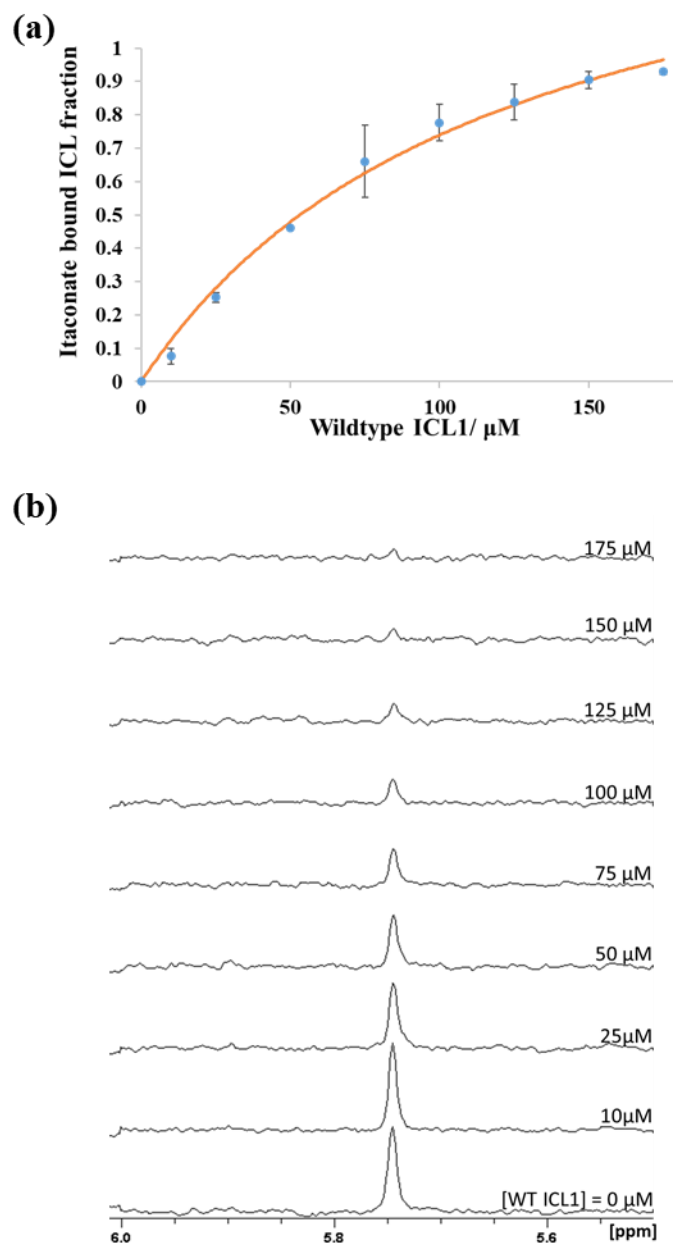 (a)
Itaconate bound ICL fraction
1
0.9
0.8
0.7
0.6
0.5
0.4
0.3
0.2
0.1
0
0 50 100 150
Wildtype ICL1/ μM
(b)
175 μM
150 μM
125 μM
100 μM
75 μM
50 μM
25μM
10μM
[WT ICL1] = 0 μM
6.0 5.8 5.6 [ppm]